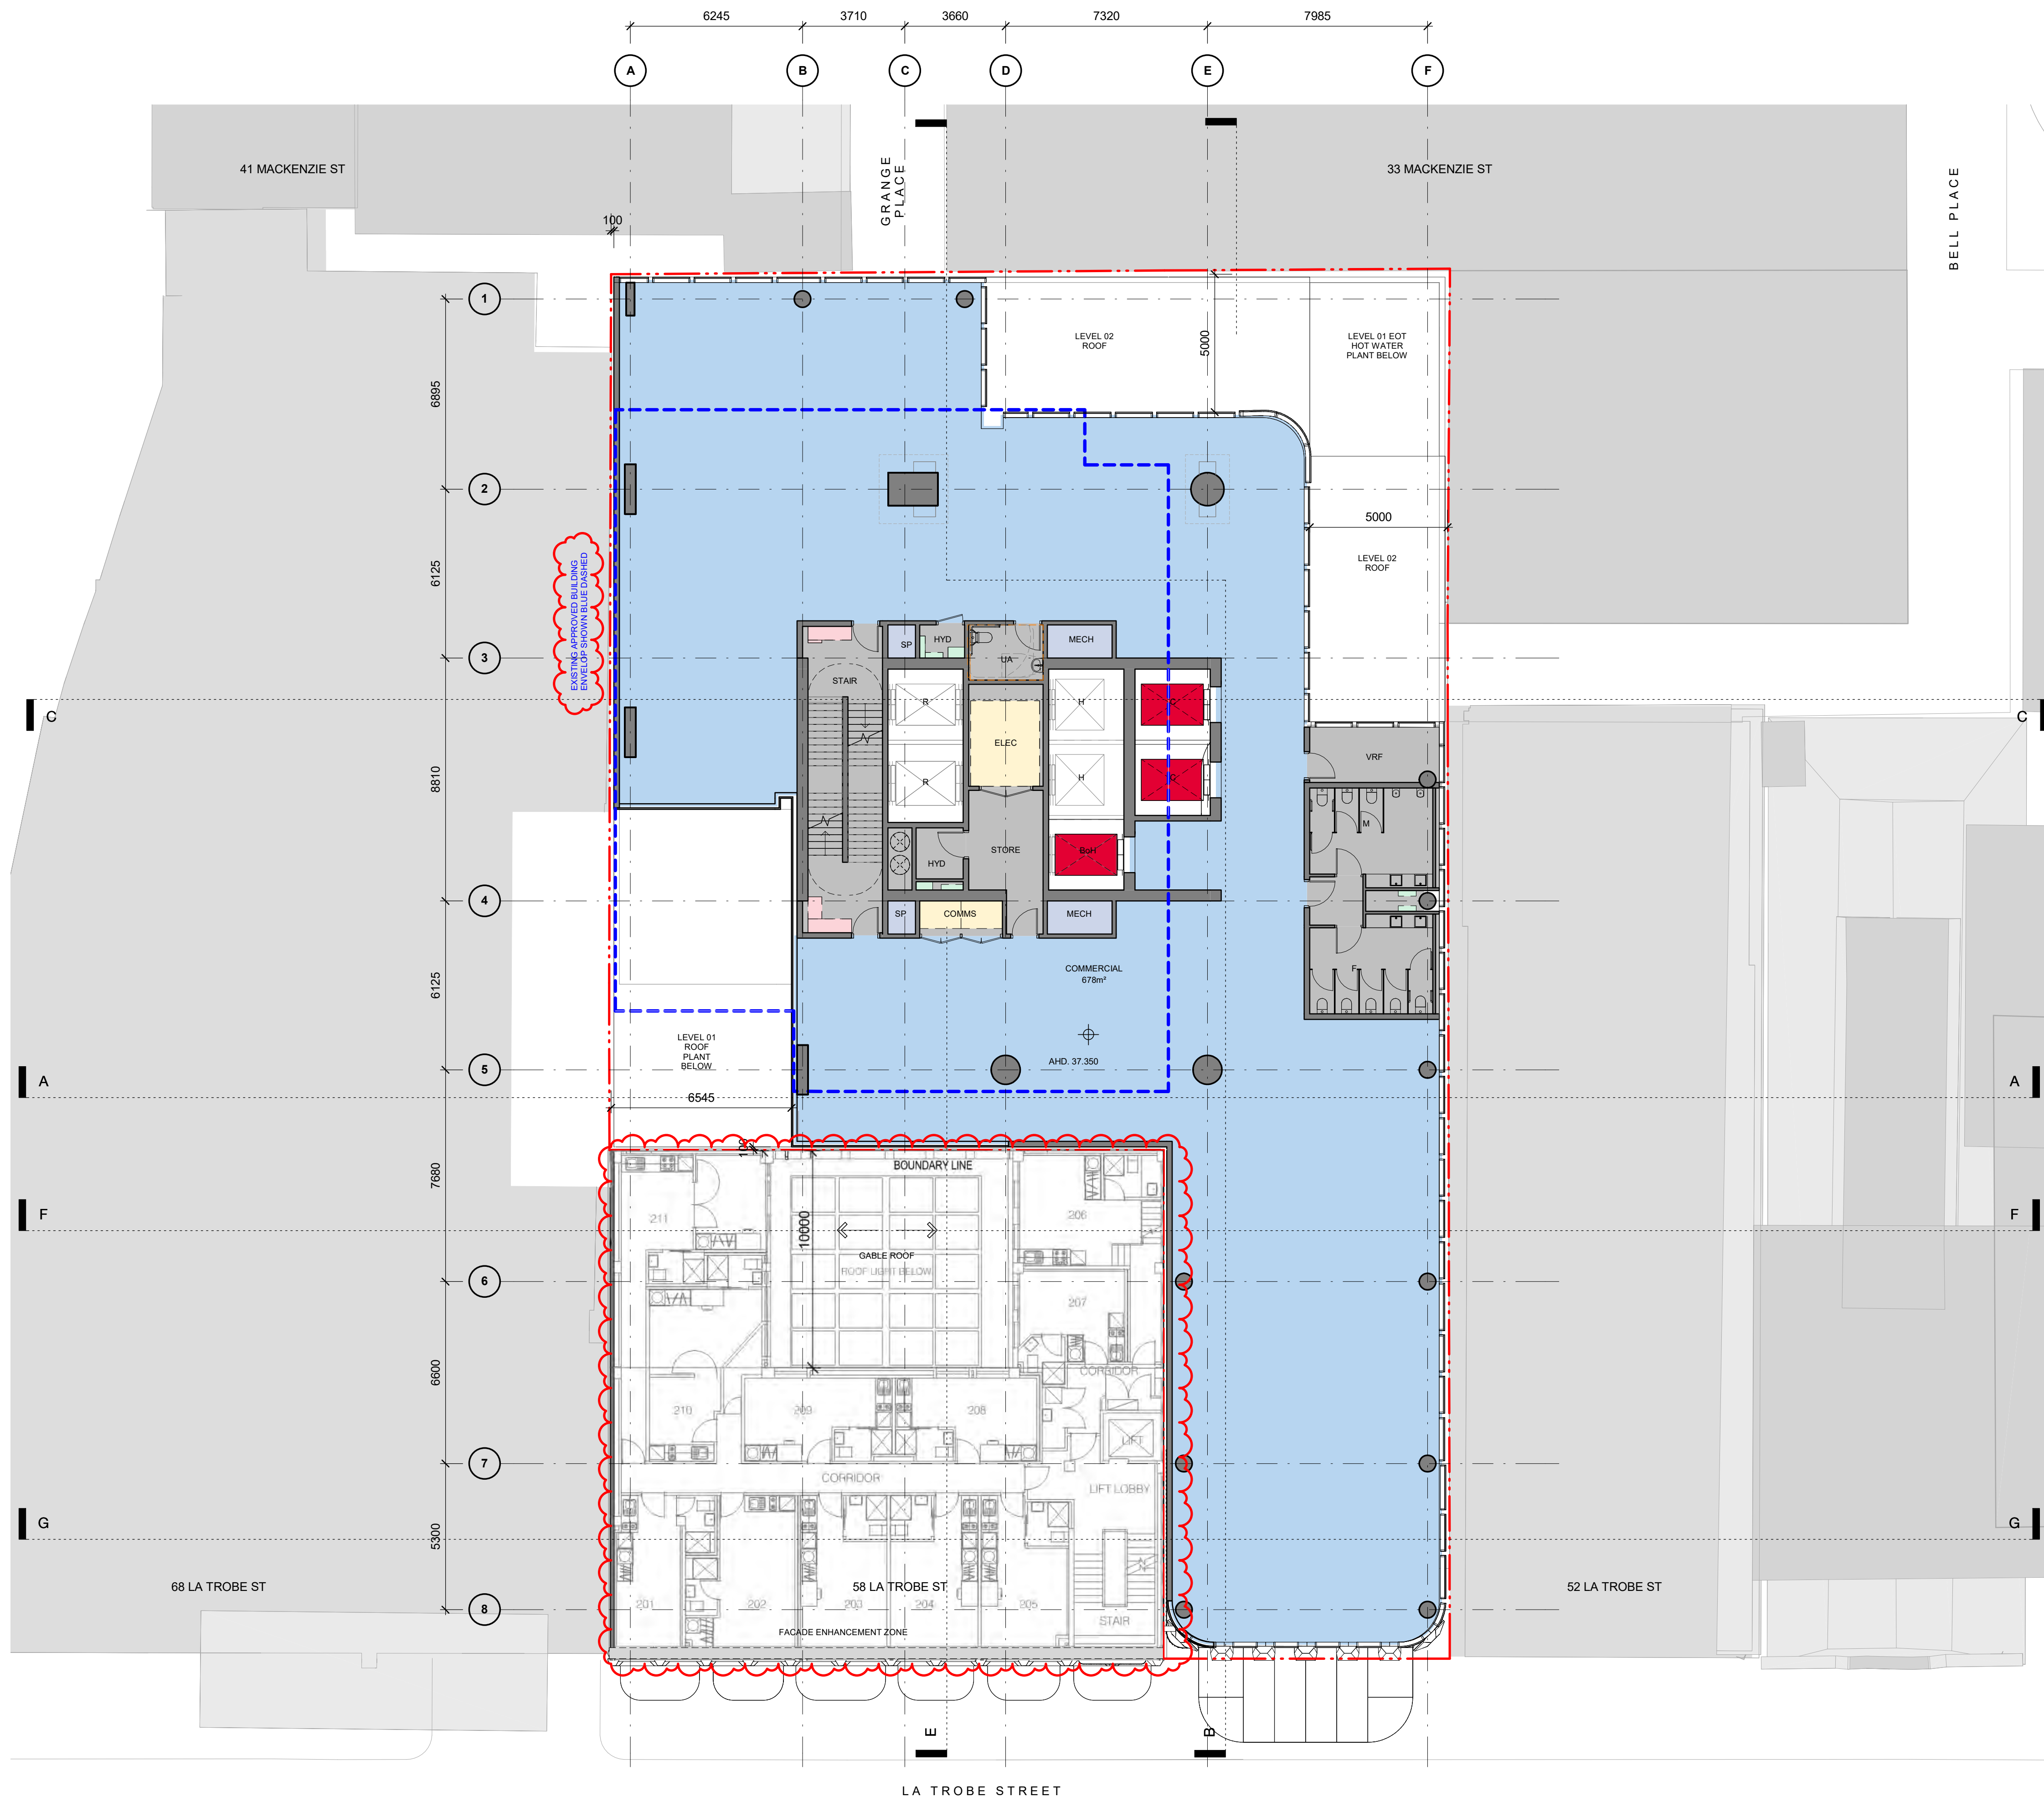 6245 3710 3660 7320 7985
A B C D E F
41 MACKENZIE ST
33 MACKENZIE ST
GRANGE
PLACE
BELL PLACE
100
1
LEVEL 02
ROOF
5000
LEVEL 01 EOT
HOT WATER
PLANT BELOW
6895
2
5000
EXISTING APPROVED BUILDING
ENVELOP SHOWN BLUE DASHED
6125
LEVEL 02
ROOF
3
SP
HYD
UA
MECH
STAIR
R
H
C
C
C
ELEC
VRF
8810
R
H
C
M
HYD
STORE
BoH
4
SP
COMMS
MECH
F
COMMERCIAL
678m²
6125
LEVEL 01
ROOF
PLANT
BELOW
AHD. 37.350
5
A
A
6545
100
BOUNDARY LINE
7680
211
206
F
F
10000
GABLE ROOF
ROOF LIGHT BELOW
6
207
6600
CORRIDOR
210
209
208
LIFT
7
CORRIDOR
LIFT LOBBY
G
G
5300
68 LA TROBE ST
58 LA TROBE ST
52 LA TROBE ST
8
201
202
203
204
205
STAIR
FACADE ENHANCEMENT ZONE
E
B
LA TROBE STREET